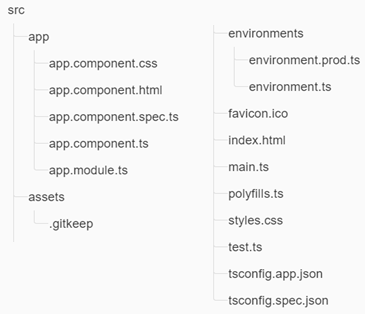 src
app
app.component.css
app.component.html
app.component.spec.ts
app.component.ts
app.module.ts
assets
.gitkeep
environments
environment.prod.ts
environment.ts
favicon.ico
index.html
main.ts
polyfills.ts
styles.css
test.ts
tsconfig.app.json
tsconfig.spec.json